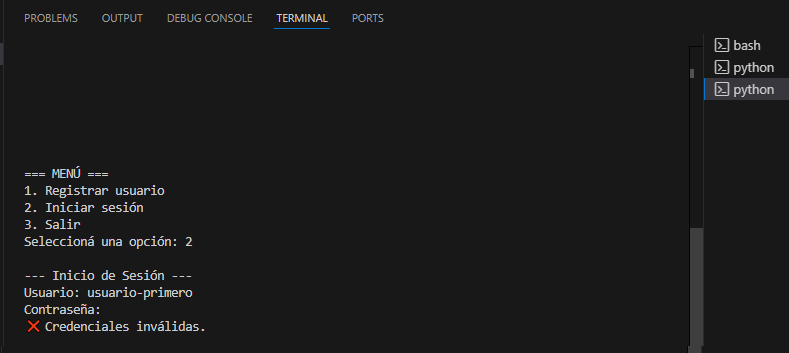 PROBLEMS OUTPUT DEBUG CONSOLE TERMINAL PORTS
bash
python
python
=== MENÚ ===
1. Registrar usuario
2. Iniciar sesión
3. Salir
Seleccioná una opción: 2
--- Inicio de Sesión ---
Usuario: usuario-primero
Contraseña:
❌ Credenciales inválidas.